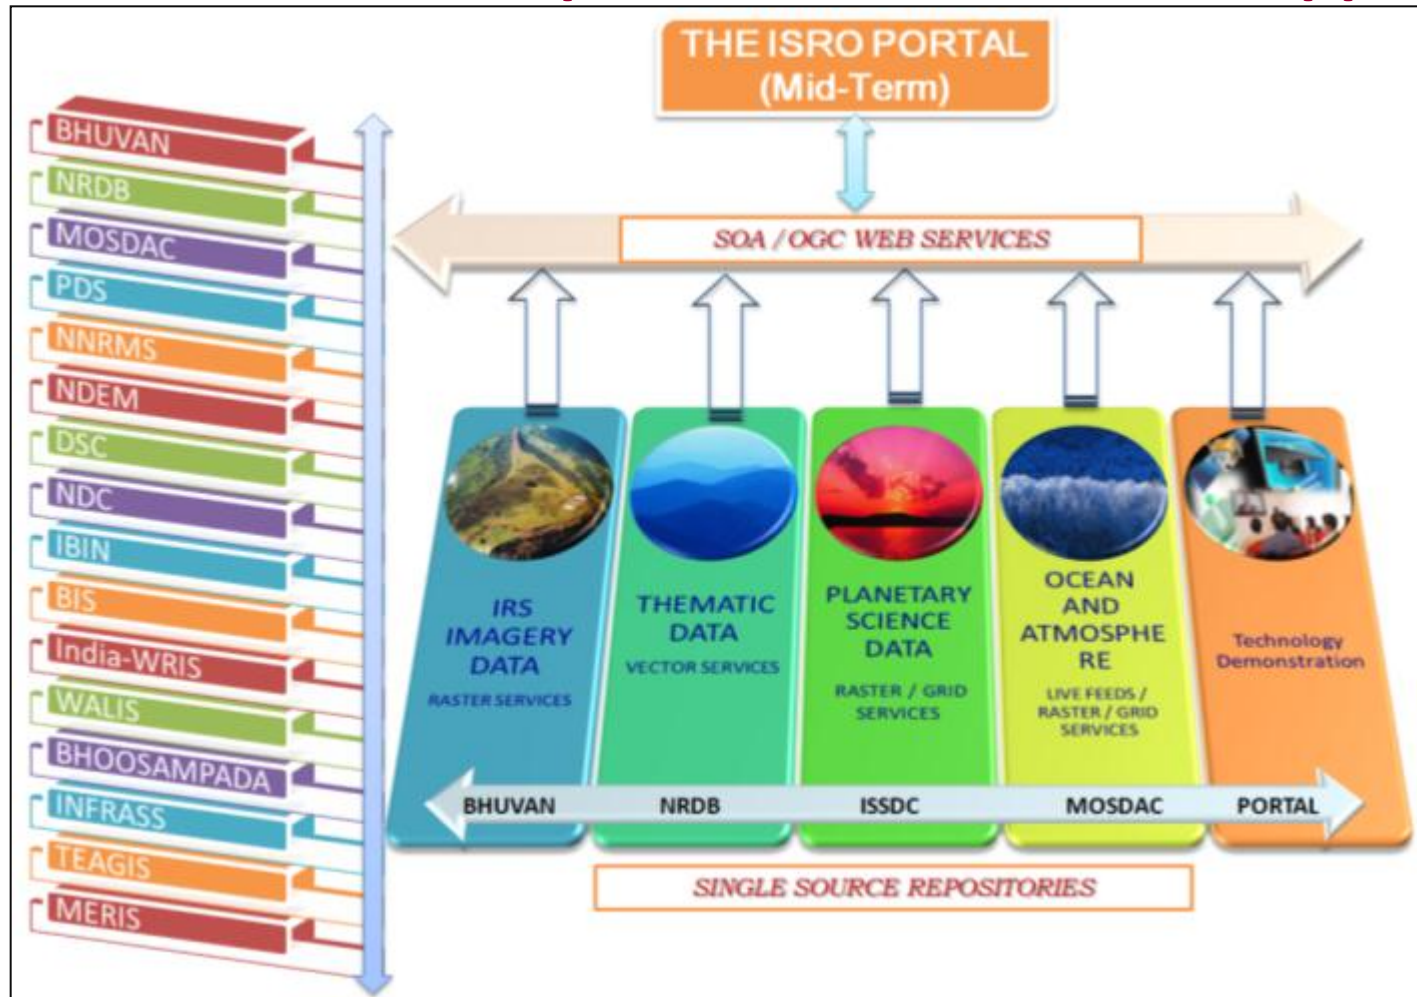 THE ISRO PORTAL
(Mid-Term)
BHUVAN
NRDB
MOSDAC
PDS
NNRMS
NDEM
DSC
NDC
IBIN
BIS
India-WRIS
WALIS
BHOOSAMPADA
INFRASS
TEAGIS
MERIS
SOA / OGC WEB SERVICES
IRS
IMAGERY
DATA
RASTER SERVICES
THEMATIC
DATA
VECTOR SERVICES
PLANETARY
SCIENCE
DATA
RASTER / GRID
SERVICES
OCEAN
AND
ATMOSPHE
RE
LIVE FEEDS /
RASTER / GRID
SERVICES
Technology
Demonstration
BHUVAN NRDB ISSDC MOSDAC PORTAL
SINGLE SOURCE REPOSITORIES